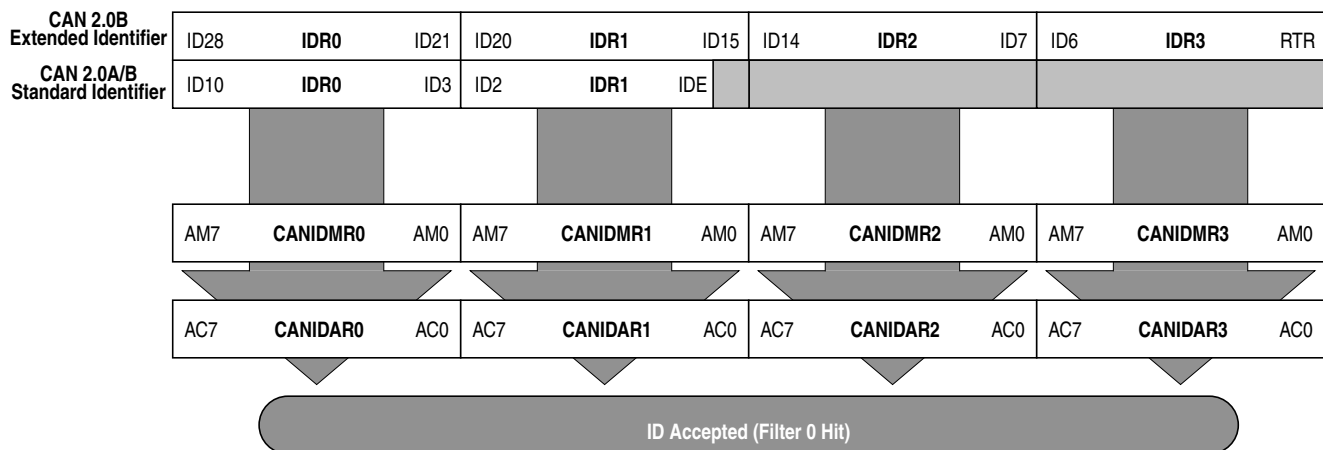 CAN 2.0B
Extended Identifier
ID28 IDR0 ID21 ID20 IDR1 ID15 ID14 IDR2 ID7 ID6 IDR3 RTR
CAN 2.0A/B
Standard Identifier
ID10 IDR0 ID3 ID2 IDR1 IDE
AM7 CANIDMR0 AM0 AM7 CANIDMR1 AM0 AM7 CANIDMR2 AM0 AM7 CANIDMR3 AM0
AC7 CANIDAR0 AC0 AC7 CANIDAR1 AC0 AC7 CANIDAR2 AC0 AC7 CANIDAR3 AC0
ID Accepted (Filter 0 Hit)